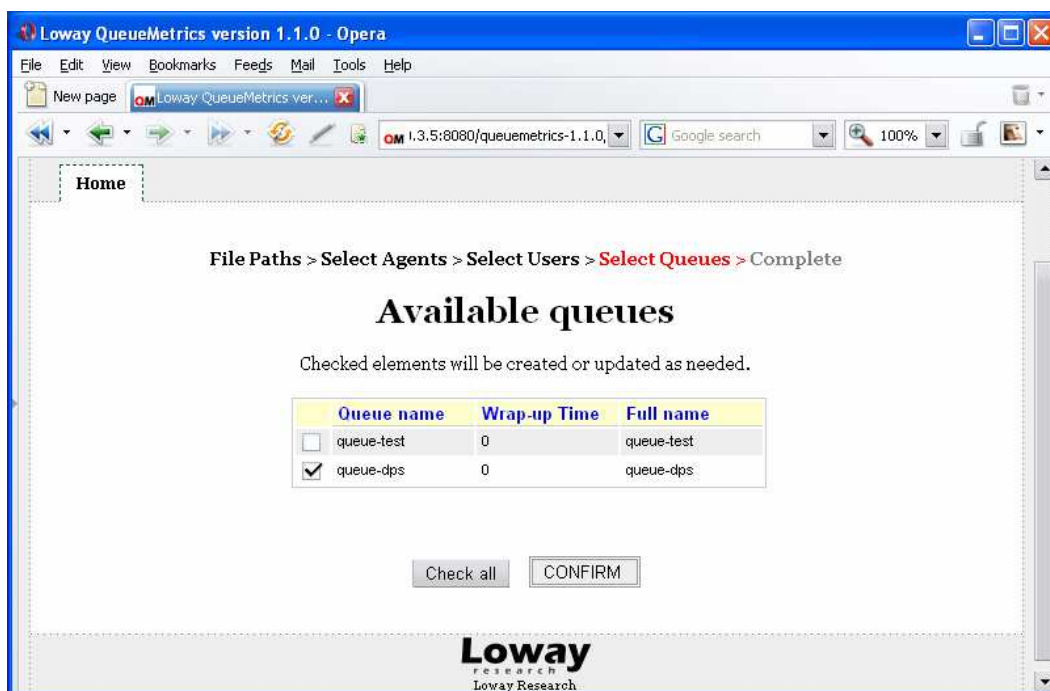 Loway QueueMetrics version 1.1.0 - Opera
File Edit View Bookmarks Feeds Mail Tools Help
New page QM Loway QueueMetrics ver...
QM ı.3.5:8080/queuemetrics-1.1.0, G Google search 100%
Home
File Paths > Select Agents > Select Users > Select Queues > Complete
Available queues
Checked elements will be created or updated as needed.
Queue name Wrap-up Time Full name
queue-test 0 queue-test
queue-dps 0 queue-dps
Check all CONFIRM
Loway
research
Loway Research